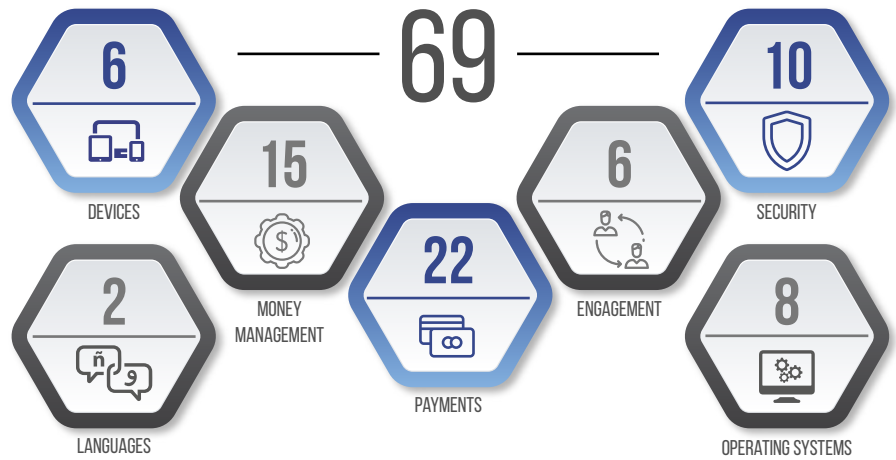 69
6
DEVICES
15
MONEY
MANAGEMENT
22
PAYMENTS
6
ENGAGEMENT
10
SECURITY
2
ñ
و
LANGUAGES
8
OPERATING SYSTEMS